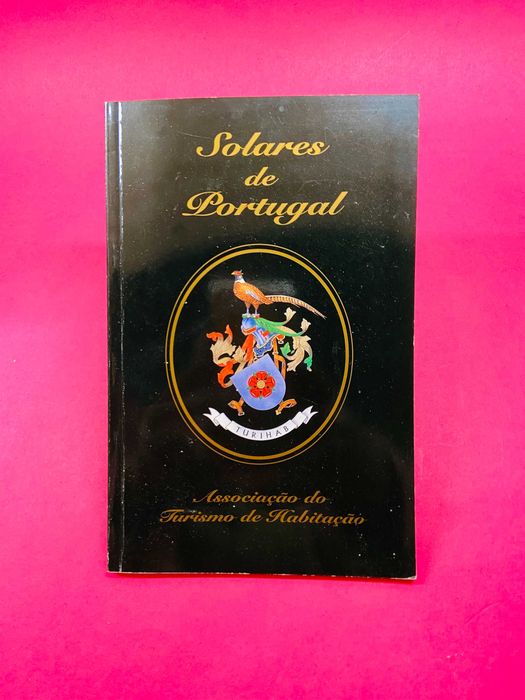 Solares
de
Portugal
TURIHAB
Associação do
Turismo de Habitação